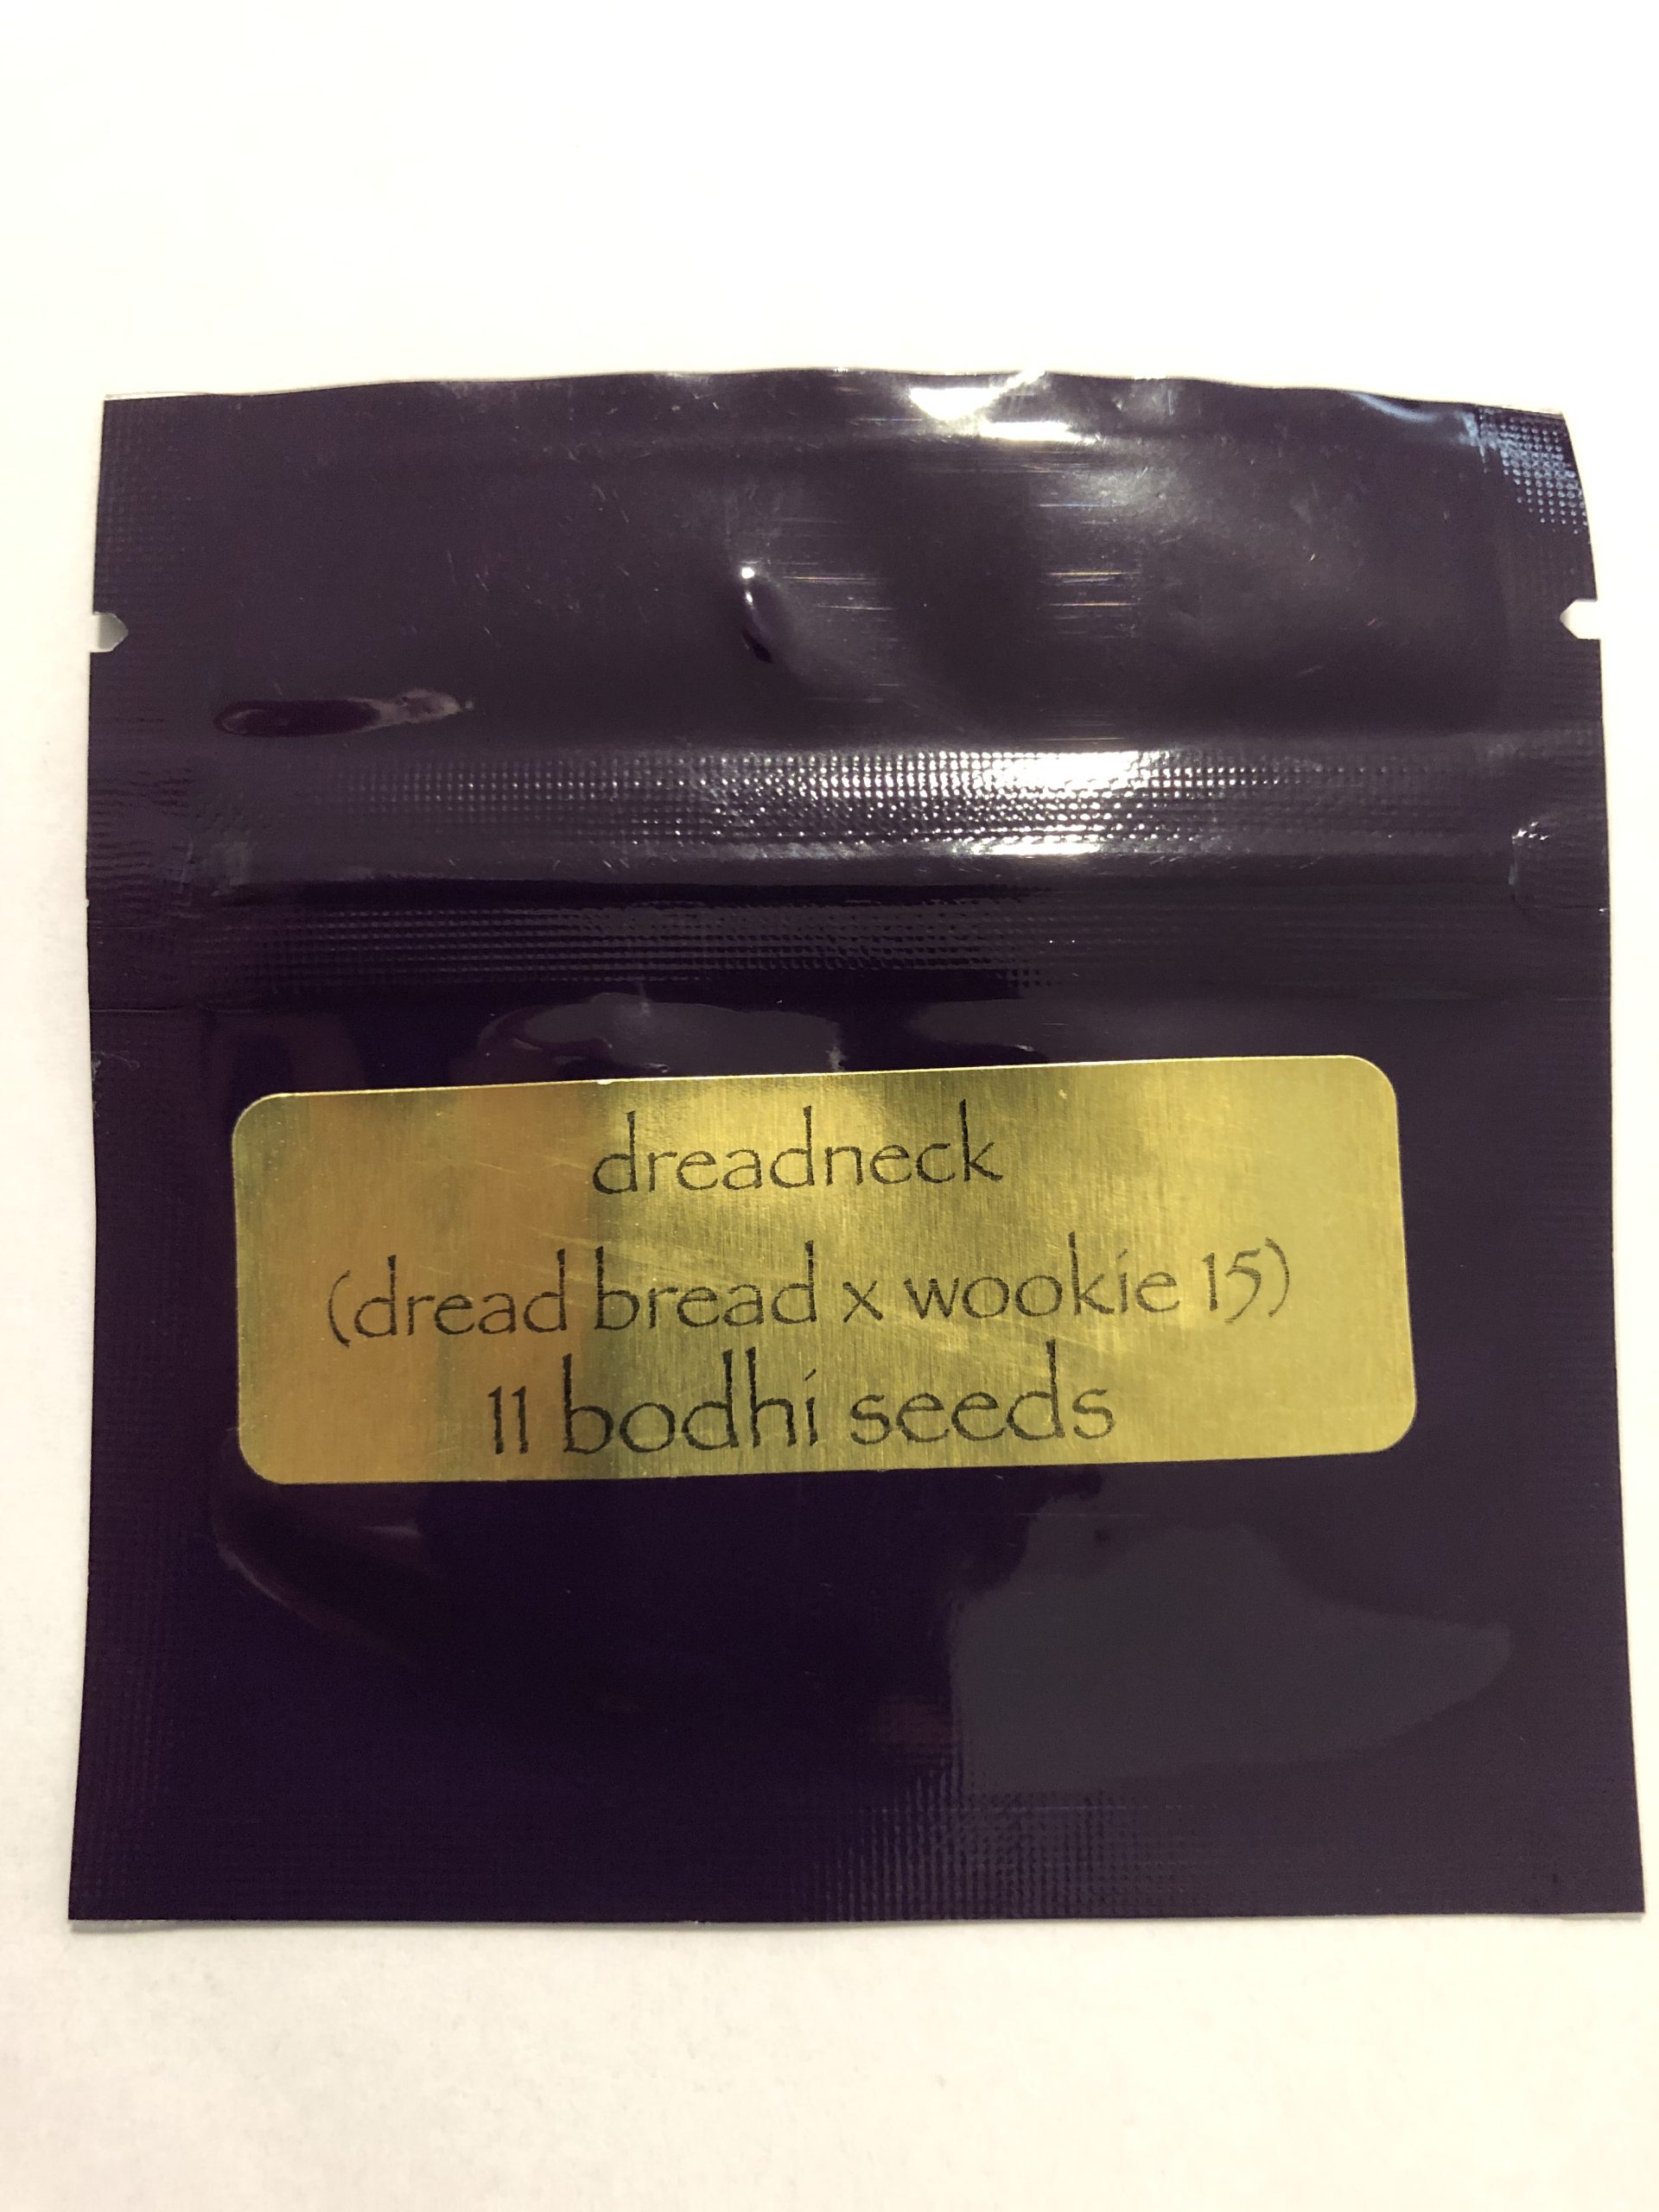 dreadneck
(dread bread x wookie 15)
11 bodhi seeds